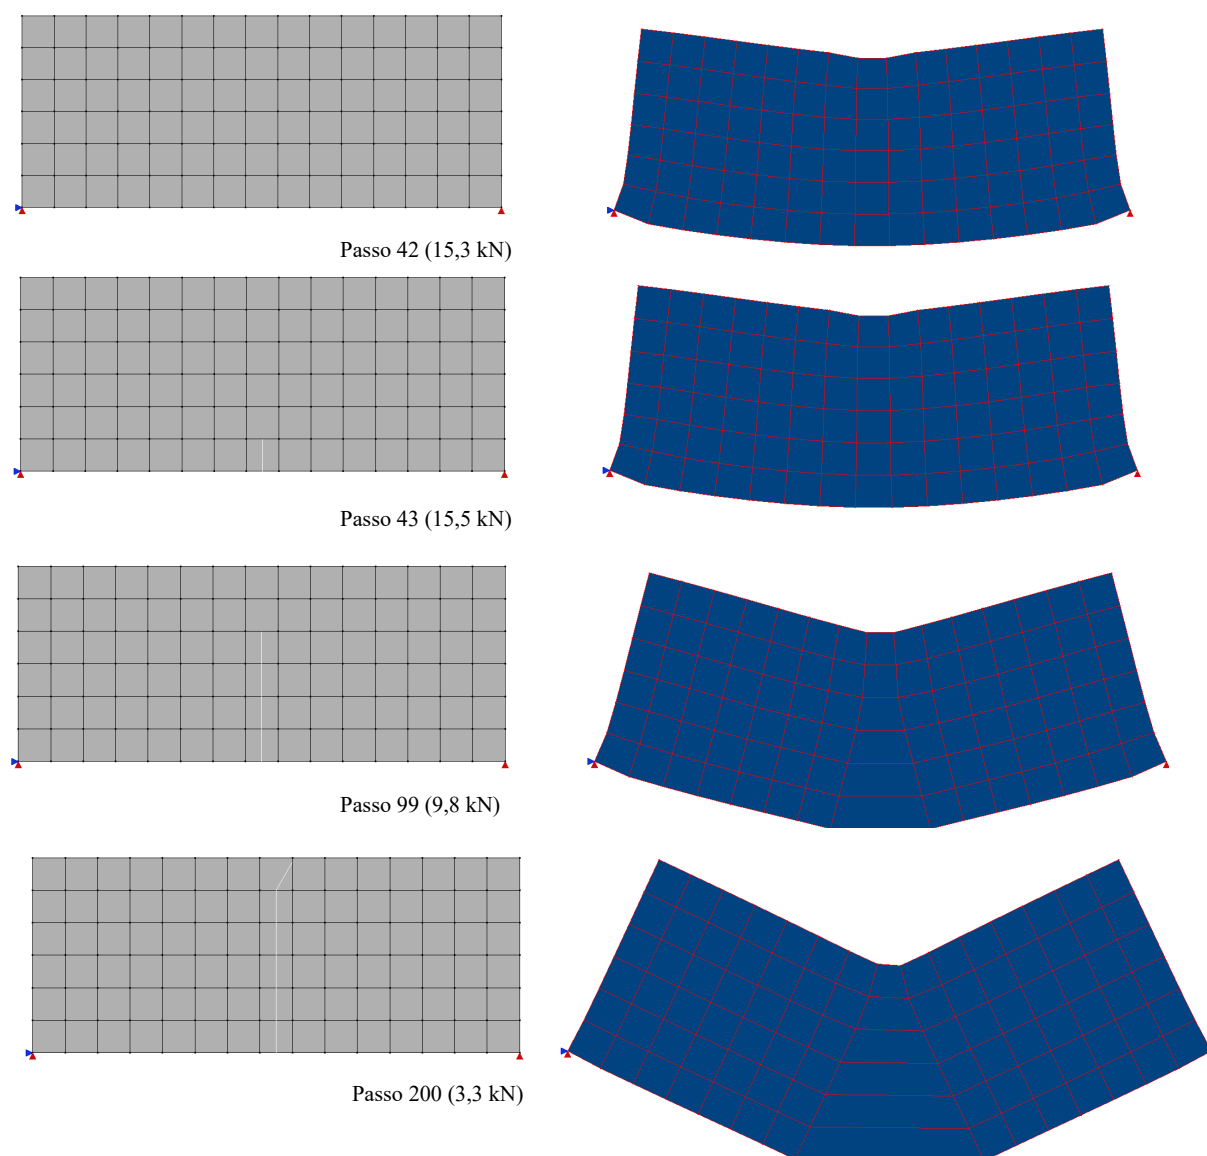 Passo 42 (15,3 kN)
Passo 43 (15,5 kN)
Passo 99 (9,8 kN)
Passo 200 (3,3 kN)